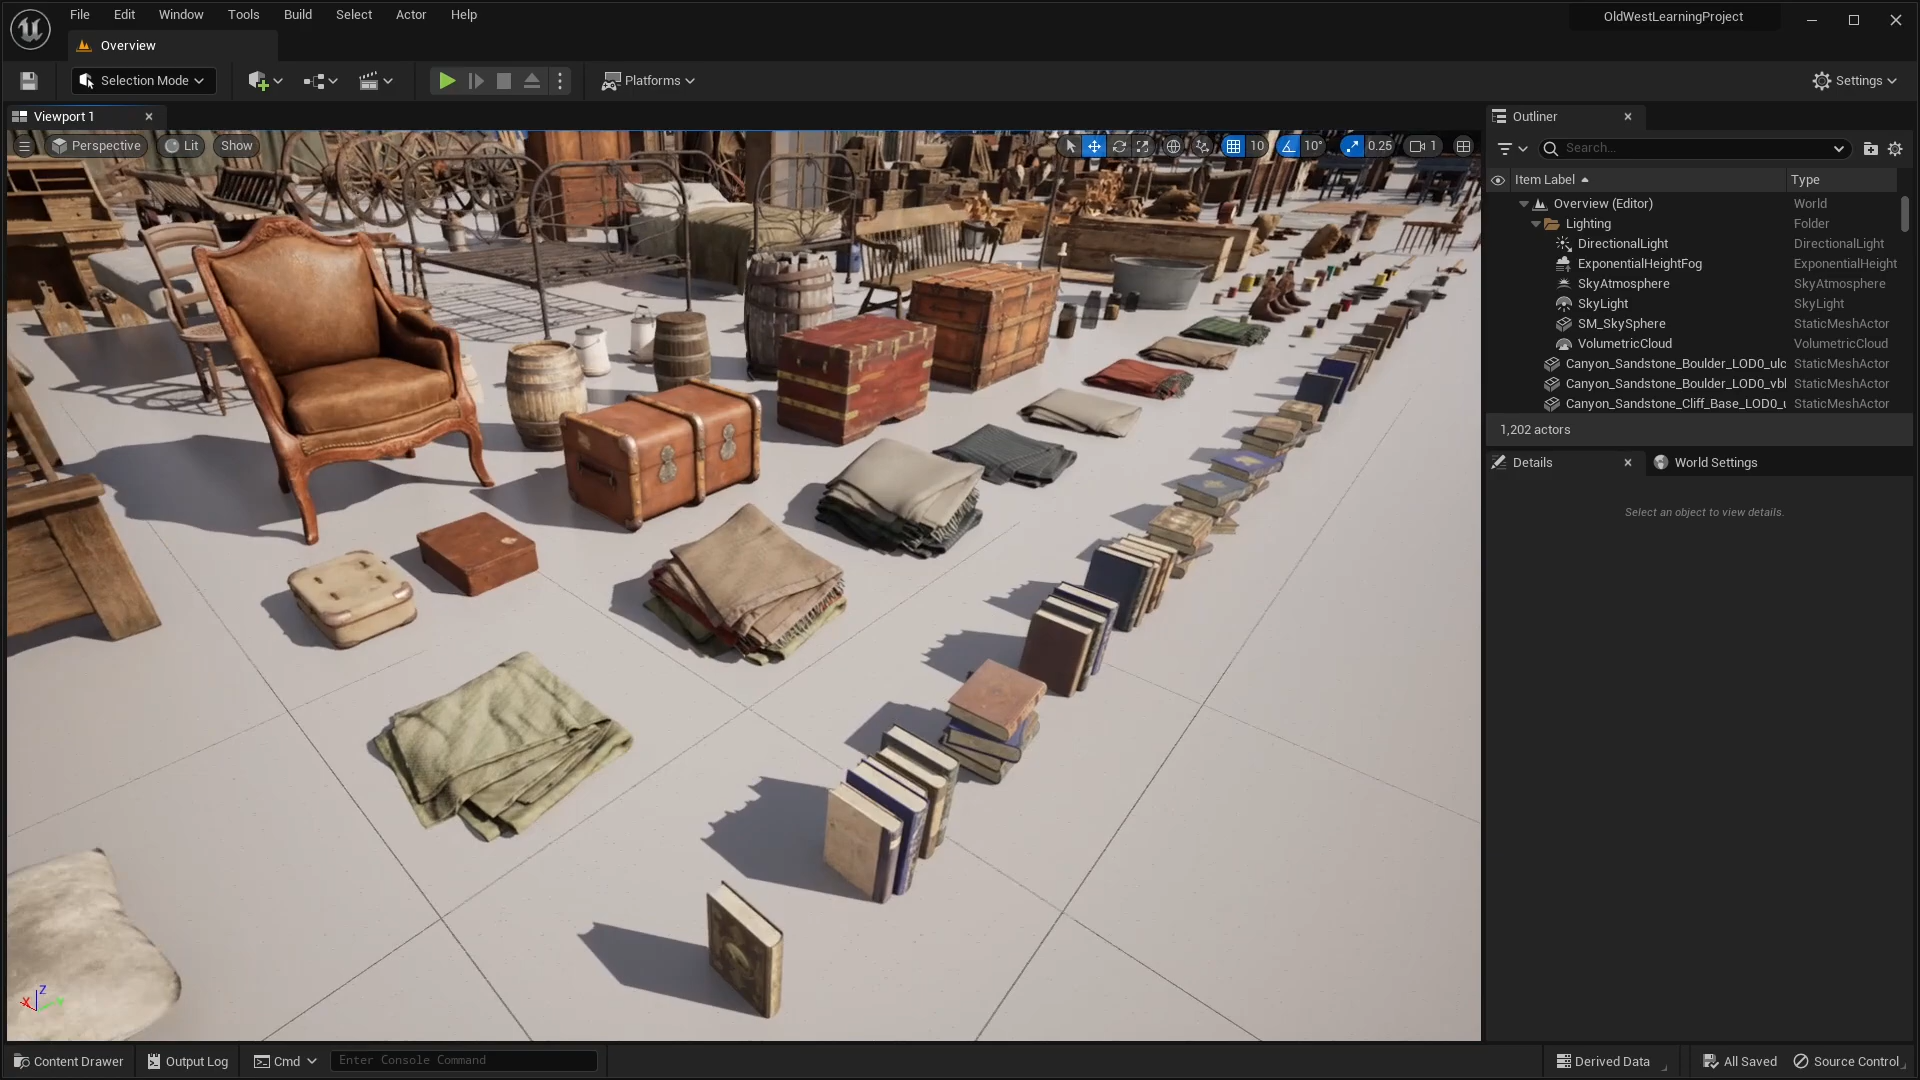 File Edit Window Tools Build Select Actor Help
OldWestLearningProject
Overview
Selection Mode
Platforms
Settings
Viewport 1
Perspective Lit Show
10 10° 0.25 1
Outliner
Search...
Item Label Type
Overview (Editor) World
Lighting Folder
DirectionalLight DirectionalLight
ExponentialHeightFog ExponentialHeight
SkyAtmosphere SkyAtmosphere
SkyLight SkyLight
SM_SkySphere StaticMeshActor
VolumetricCloud VolumetricCloud
Canyon_Sandstone_Boulder_LOD0_ulc StaticMeshActor
Canyon_Sandstone_Boulder_LOD0_vbl StaticMeshActor
Canyon_Sandstone_Cliff_Base_LOD0_u StaticMeshActor
1,202 actors
Details World Settings
Select an object to view details.
X Z Y
Content Drawer Output Log Cmd Enter Console Command
Derived Data All Saved Source Control